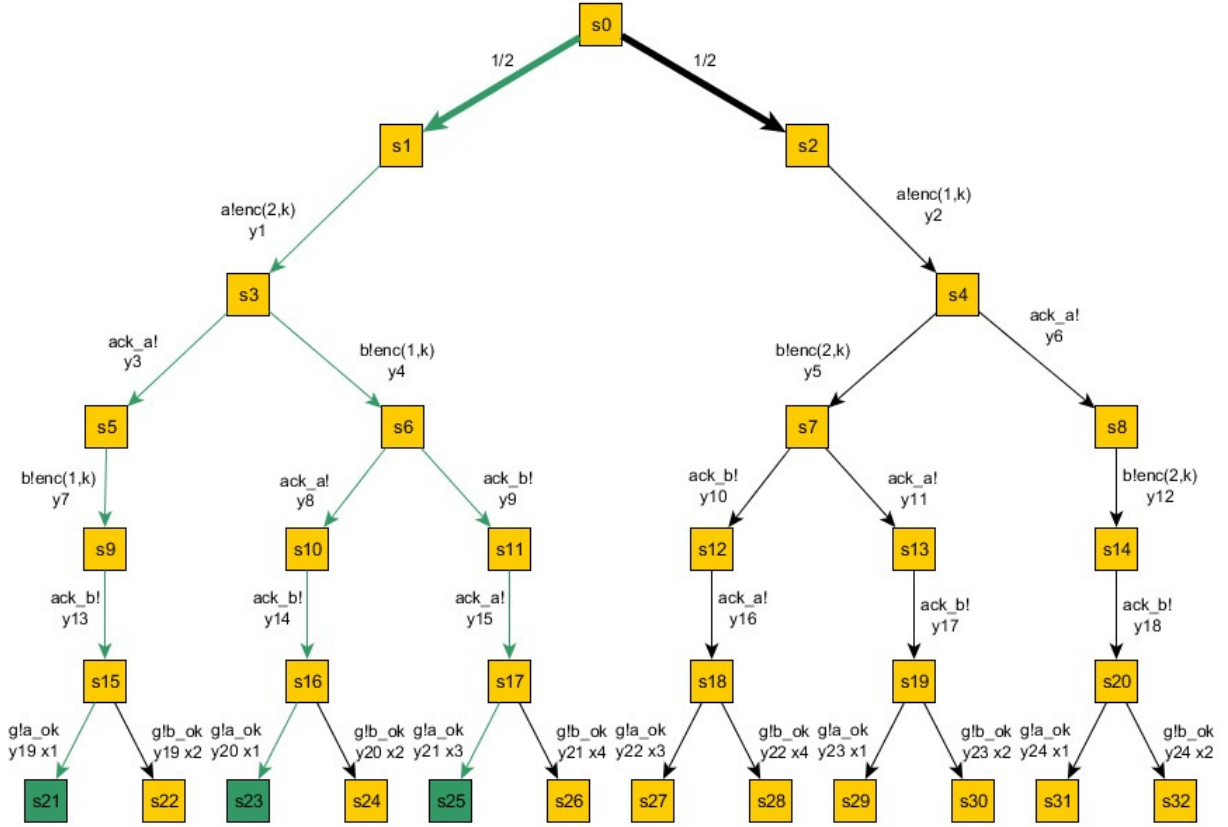 s0
1/2
1/2
s1
s2
a!enc(2,k)
y1
a!enc(1,k)
y2
s3
s4
ack_a!
y3
b!enc(1,k)
y4
b!enc(2,k)
y5
ack_a!
y6
s5
s6
s7
s8
b!enc(1,k)
y7
ack_a!
y8
ack_b!
y9
ack_b!
y10
ack_a!
y11
b!enc(2,k)
y12
s9
s10
s11
s12
s13
s14
ack_b!
y13
ack_b!
y14
ack_a!
y15
ack_a!
y16
ack_b!
y17
ack_b!
y18
s15
s16
s17
s18
s19
s20
g!a_ok
y19 x1
g!b_ok
y19 x2
g!a_ok
y20 x1
g!b_ok
y20 x2
g!a_ok
y21 x3
g!b_ok
y21 x4
g!a_ok
y22 x3
g!b_ok
y22 x4
g!a_ok
y23 x1
g!b_ok
y23 x2
g!a_ok
y24 x1
g!b_ok
y24 x2
s21
s22
s23
s24
s25
s26
s27
s28
s29
s30
s31
s32